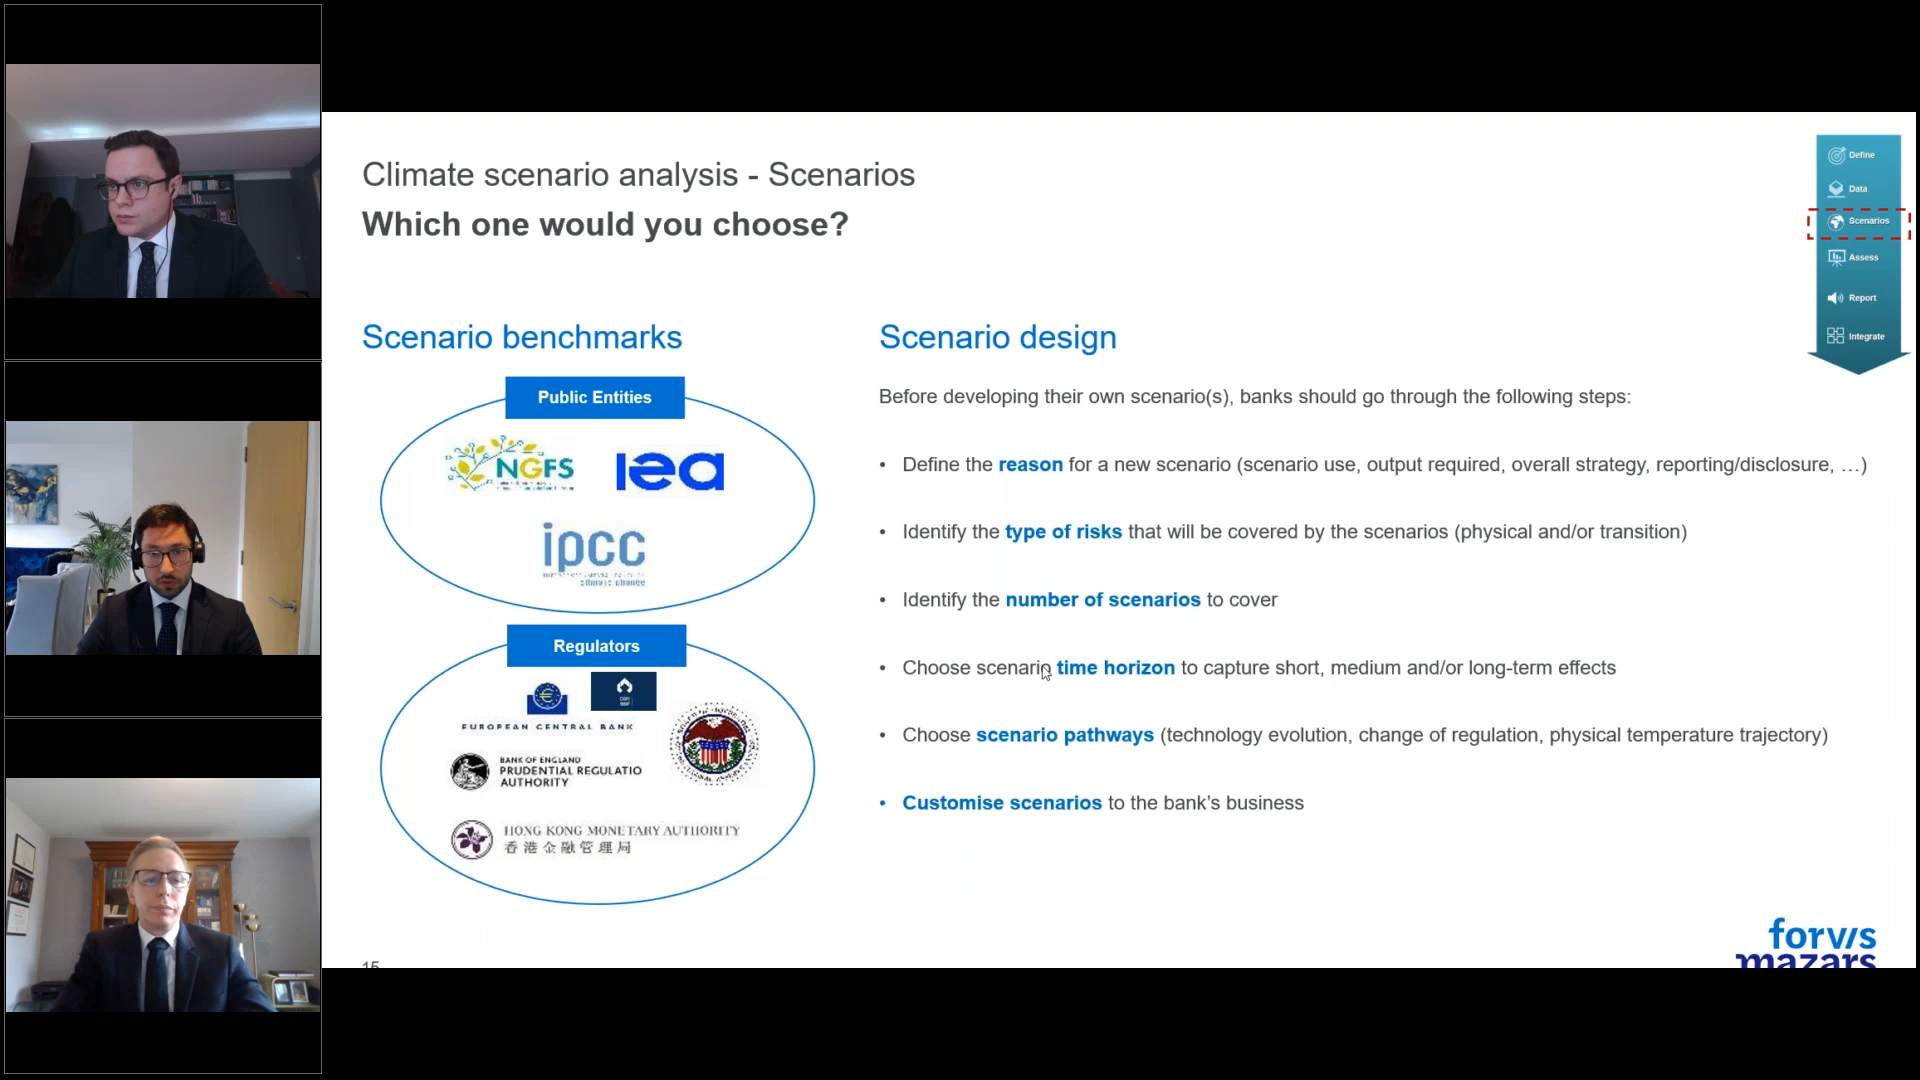 Climate scenario analysis - Scenarios
Which one would you choose?
Define
Data
Scenarios
Assess
Report
Integrate
Scenario benchmarks
Public Entities
NGFS
iea
ipcc
climate change
Regulators
EUROPEAN CENTRAL BANK
BANK OF ENGLAND
PRUDENTIAL REGULATIO
AUTHORITY
HONG KONG MONETARY AUTHORITY
香港金融管理局
Scenario design
Before developing their own scenario(s), banks should go through the following steps:
• Define the reason for a new scenario (scenario use, output required, overall strategy, reporting/disclosure, …)
• Identify the type of risks that will be covered by the scenarios (physical and/or transition)
• Identify the number of scenarios to cover
• Choose scenario time horizon to capture short, medium and/or long-term effects
• Choose scenario pathways (technology evolution, change of regulation, physical temperature trajectory)
• Customise scenarios to the bank’s business
15
forvis
mazars